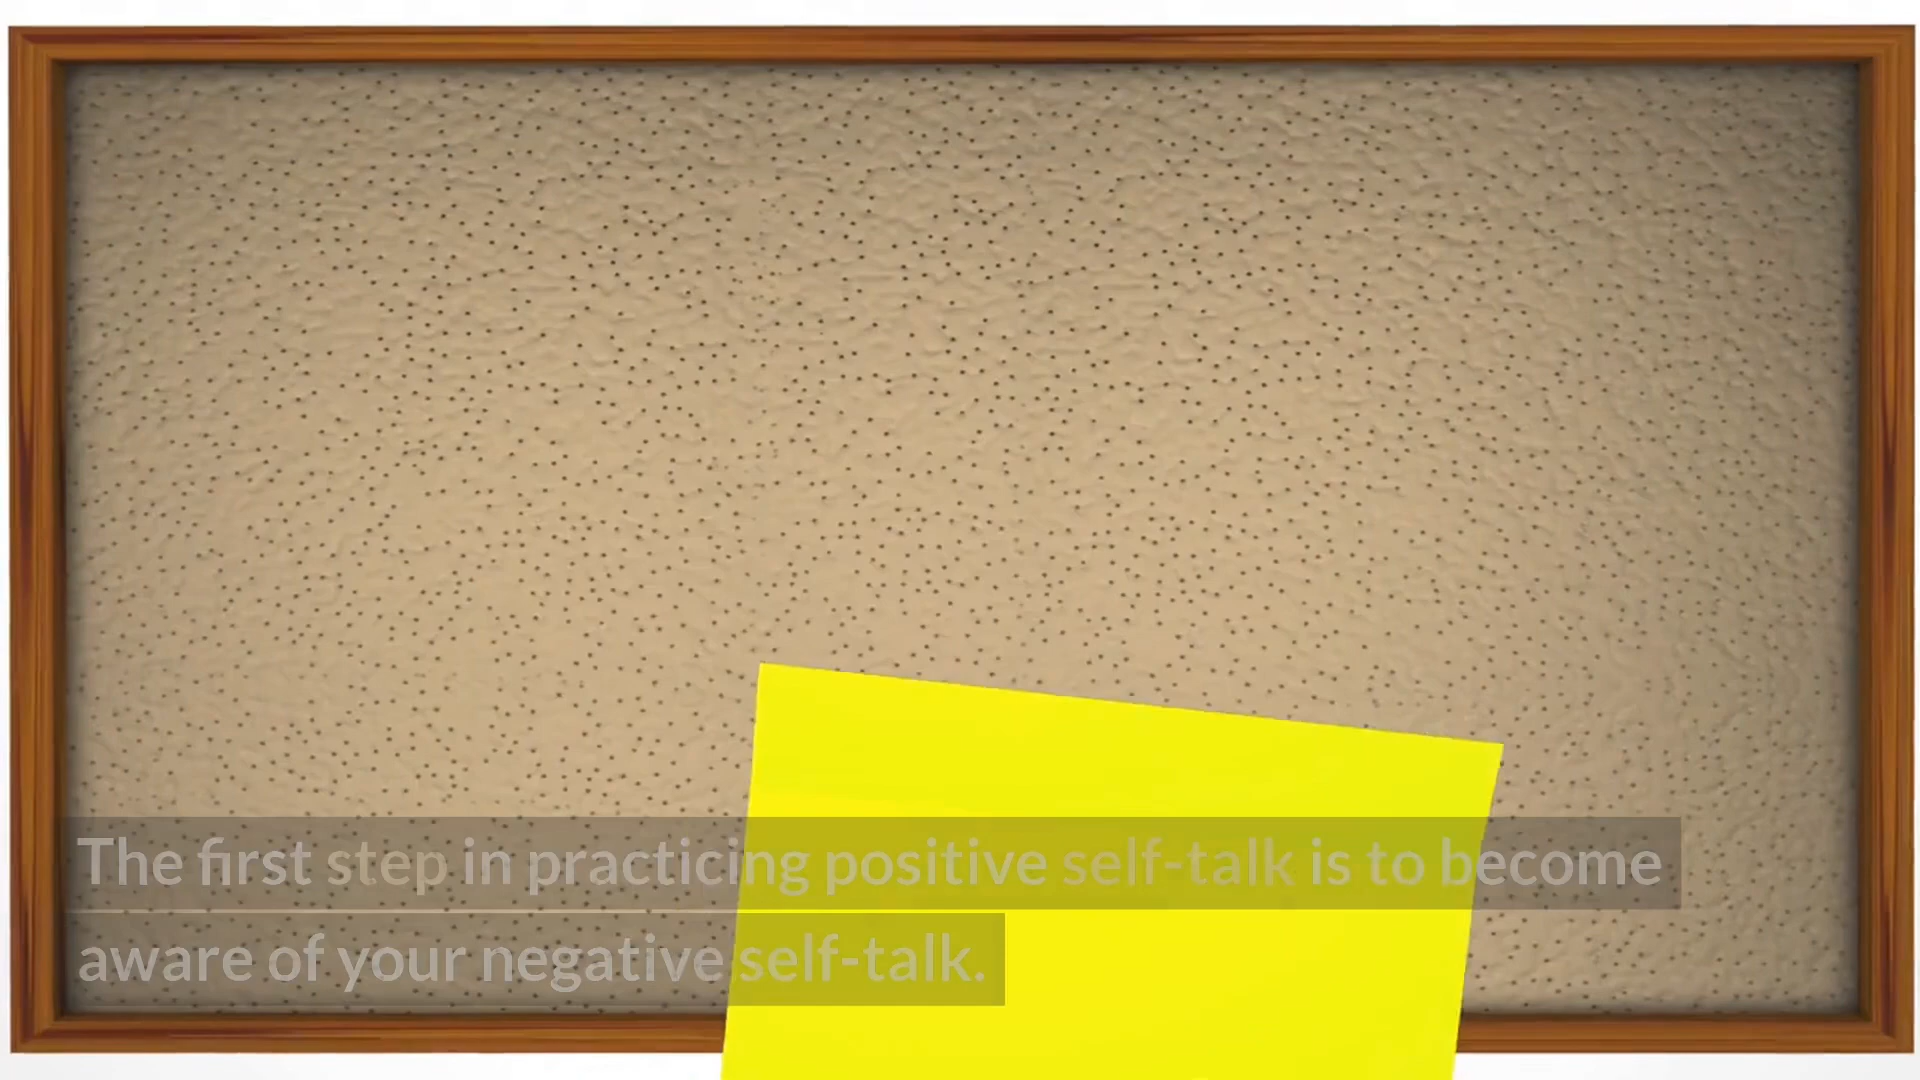 The first step in practicing positive self-talk is to become
aware of your negative self-talk.